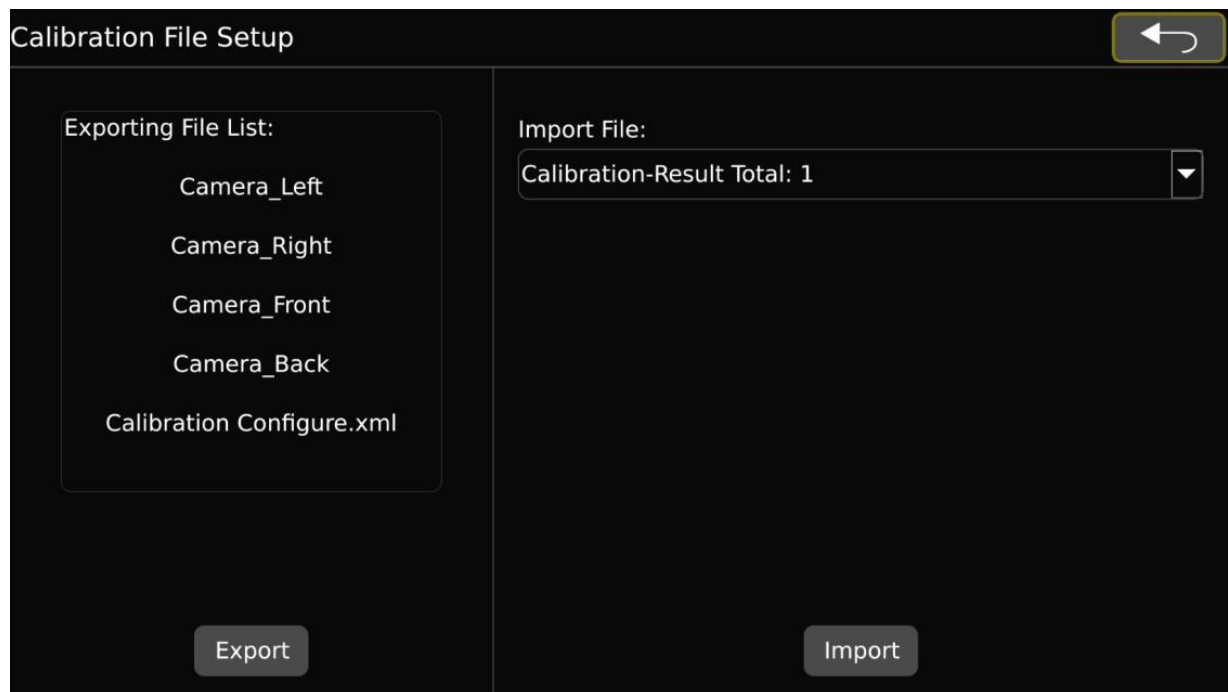 Calibration File Setup
Exporting File List:
Camera_Left
Camera_Right
Camera_Front
Camera_Back
Calibration Configure.xml
Export
Import File:
Calibration-Result Total: 1
Import